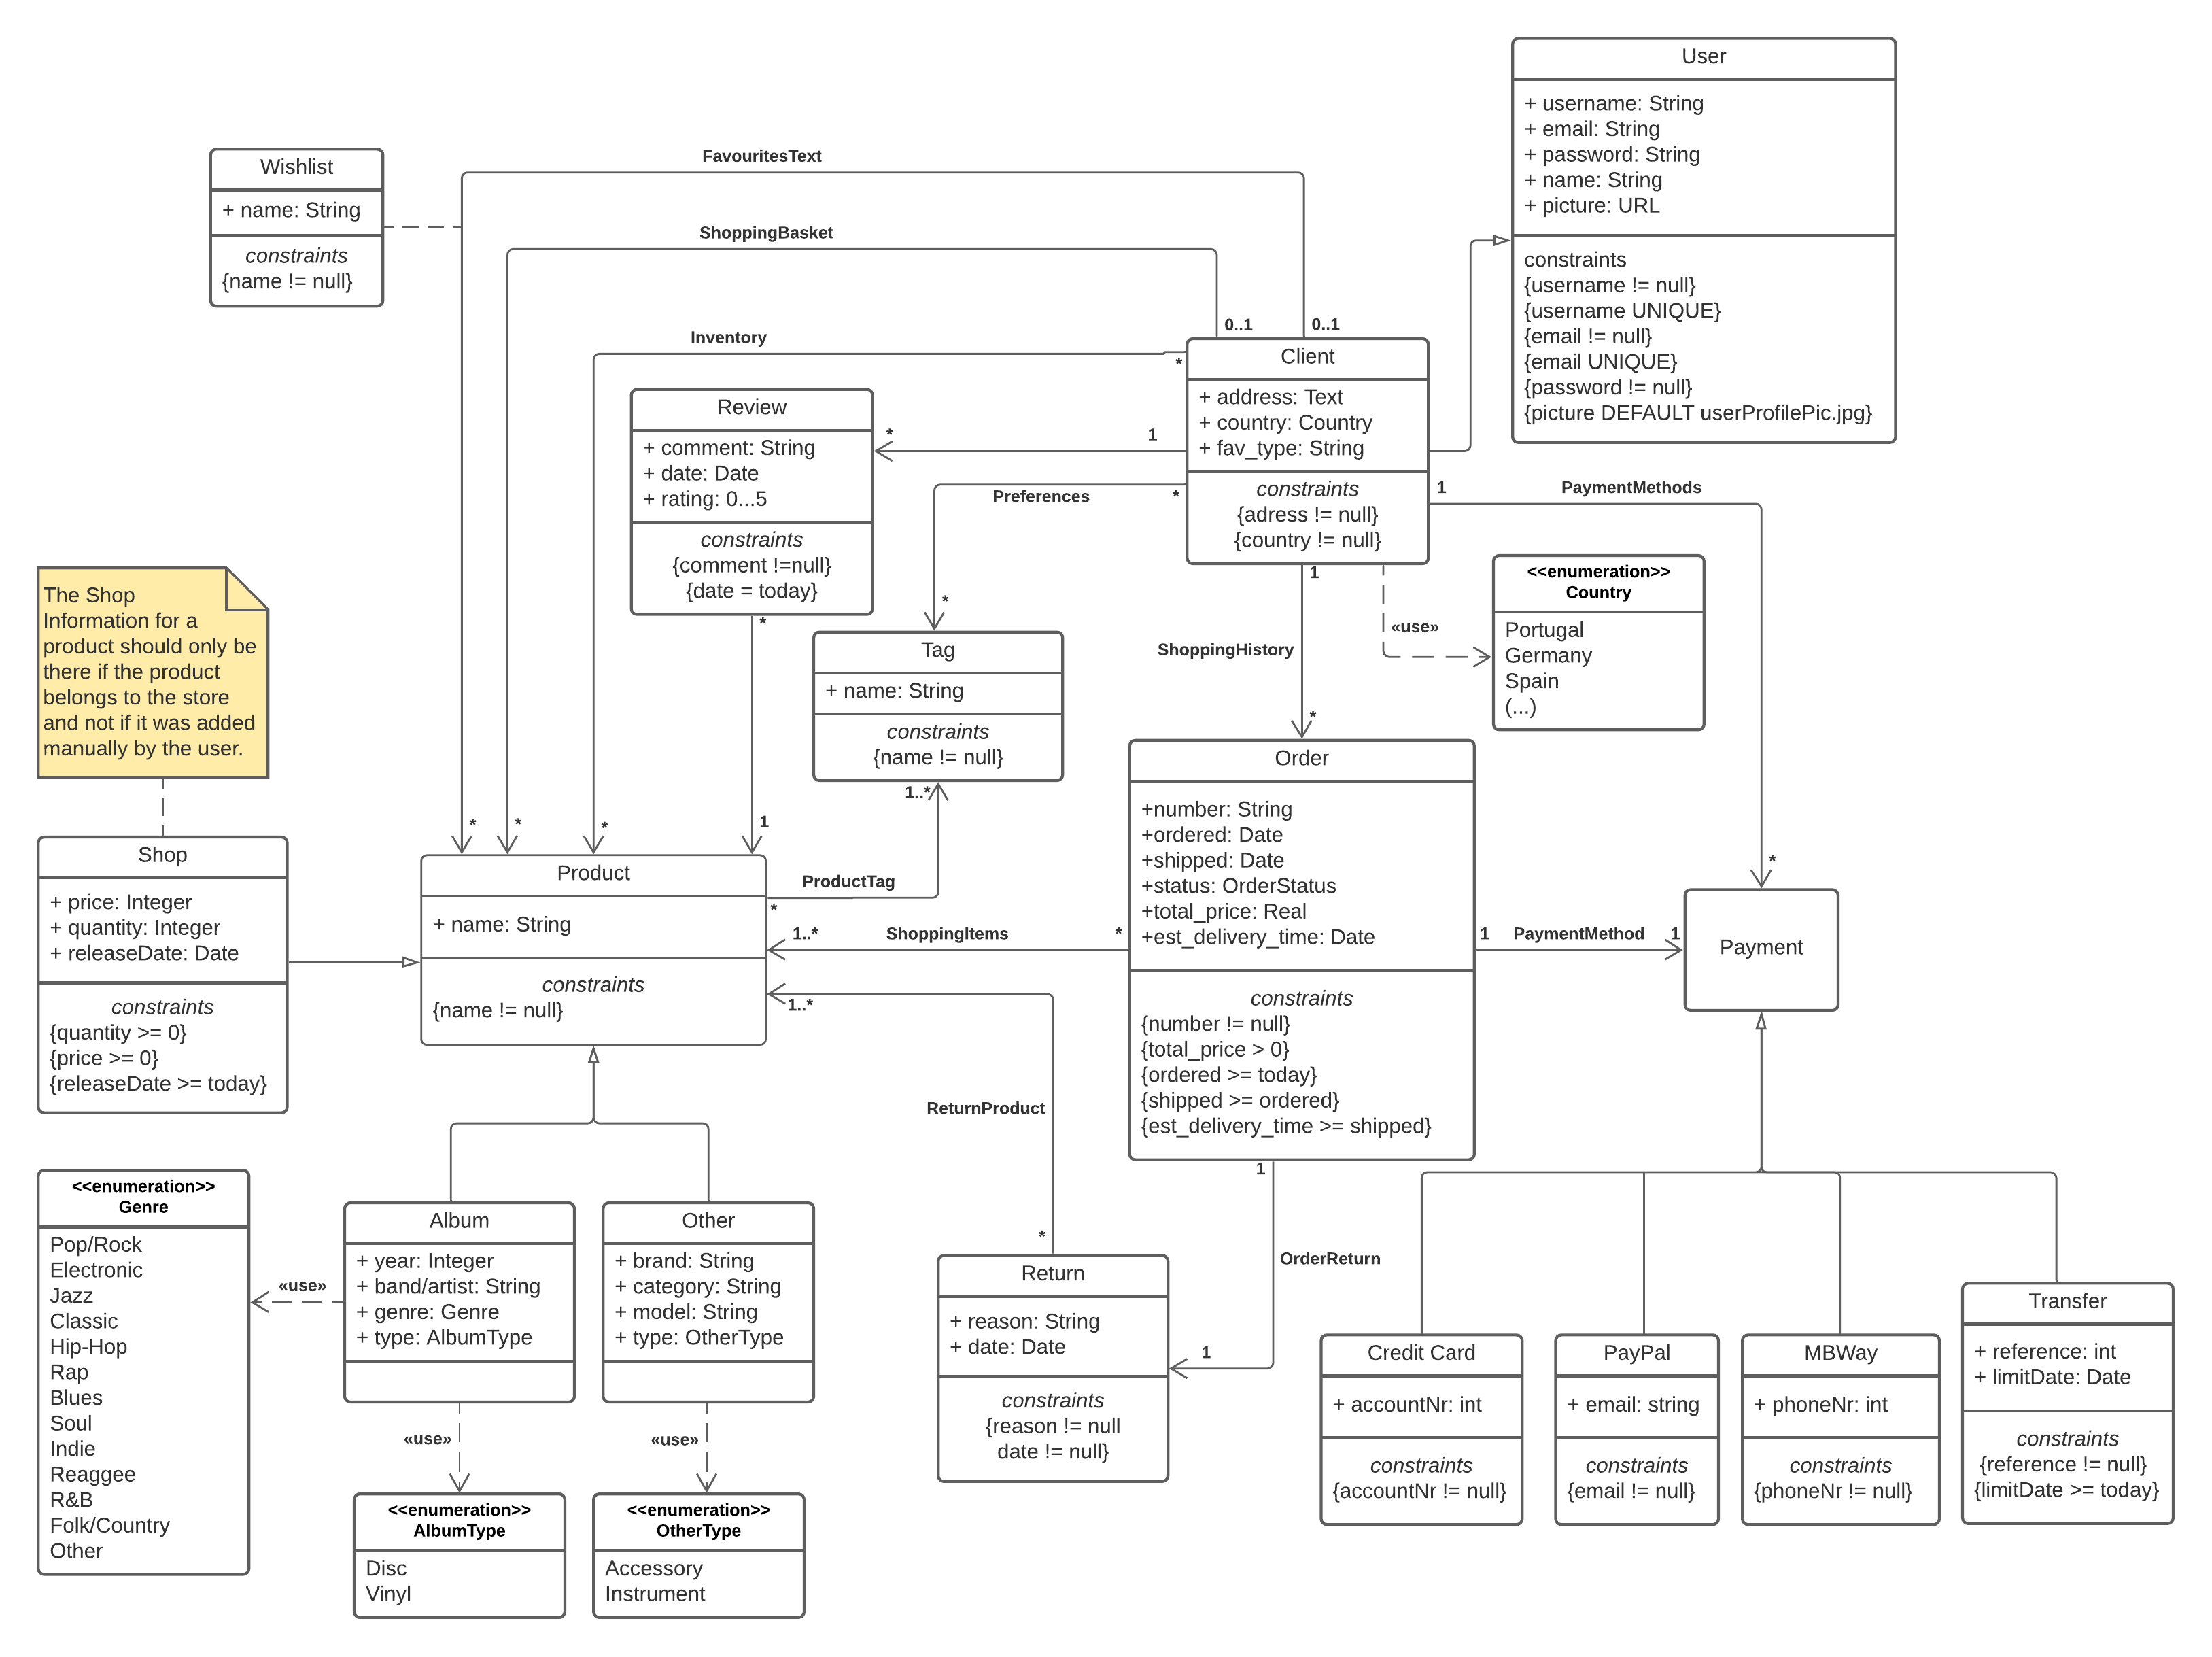 User
+ username: String
+ email: String
+ password: String
+ name: String
+ picture: URL
constraints
{username != null}
{username UNIQUE}
{email != null}
{email UNIQUE}
{password != null}
{picture DEFAULT userProfilePic.jpg}
Wishlist
+ name: String
constraints
{name != null}
FavouritesText
ShoppingBasket
Inventory
0..1
0..1
*
Client
+ address: Text
+ country: Country
+ fav_type: String
constraints
{adress != null}
{country != null}
Review
+ comment: String
+ date: Date
+ rating: 0...5
constraints
{comment !=null}
{date = today}
*
1
Preferences
*
*
1
PaymentMethods
*
<<enumeration>>
Country
Portugal
Germany
Spain
(...)
«use»
1
ShoppingHistory
*
The Shop
Information for a
product should only be
there if the product
belongs to the store
and not if it was added
manually by the user.
Tag
+ name: String
constraints
{name != null}
1..*
*
*
*
*
1
Shop
+ price: Integer
+ quantity: Integer
+ releaseDate: Date
constraints
{quantity >= 0}
{price >= 0}
{releaseDate >= today}
Product
+ name: String
constraints
{name != null}
ProductTag
*
1..*
ShoppingItems
*
1..*
Order
+number: String
+ordered: Date
+shipped: Date
+status: OrderStatus
+total_price: Real
+est_delivery_time: Date
constraints
{number != null}
{total_price > 0}
{ordered >= today}
{shipped >= ordered}
{est_delivery_time >= shipped}
1
PaymentMethod
1
Payment
ReturnProduct
*
1
OrderReturn
1
<<enumeration>>
Genre
Pop/Rock
Electronic
Jazz
Classic
Hip-Hop
Rap
Blues
Soul
Indie
Reaggee
R&B
Folk/Country
Other
«use»
Album
+ year: Integer
+ band/artist: String
+ genre: Genre
+ type: AlbumType
Other
+ brand: String
+ category: String
+ model: String
+ type: OtherType
«use»
«use»
<<enumeration>>
AlbumType
Disc
Vinyl
<<enumeration>>
OtherType
Accessory
Instrument
Return
+ reason: String
+ date: Date
constraints
{reason != null
date != null}
Credit Card
+ accountNr: int
constraints
{accountNr != null}
PayPal
+ email: string
constraints
{email != null}
MBWay
+ phoneNr: int
constraints
{phoneNr != null}
Transfer
+ reference: int
+ limitDate: Date
constraints
{reference != null}
{limitDate >= today}